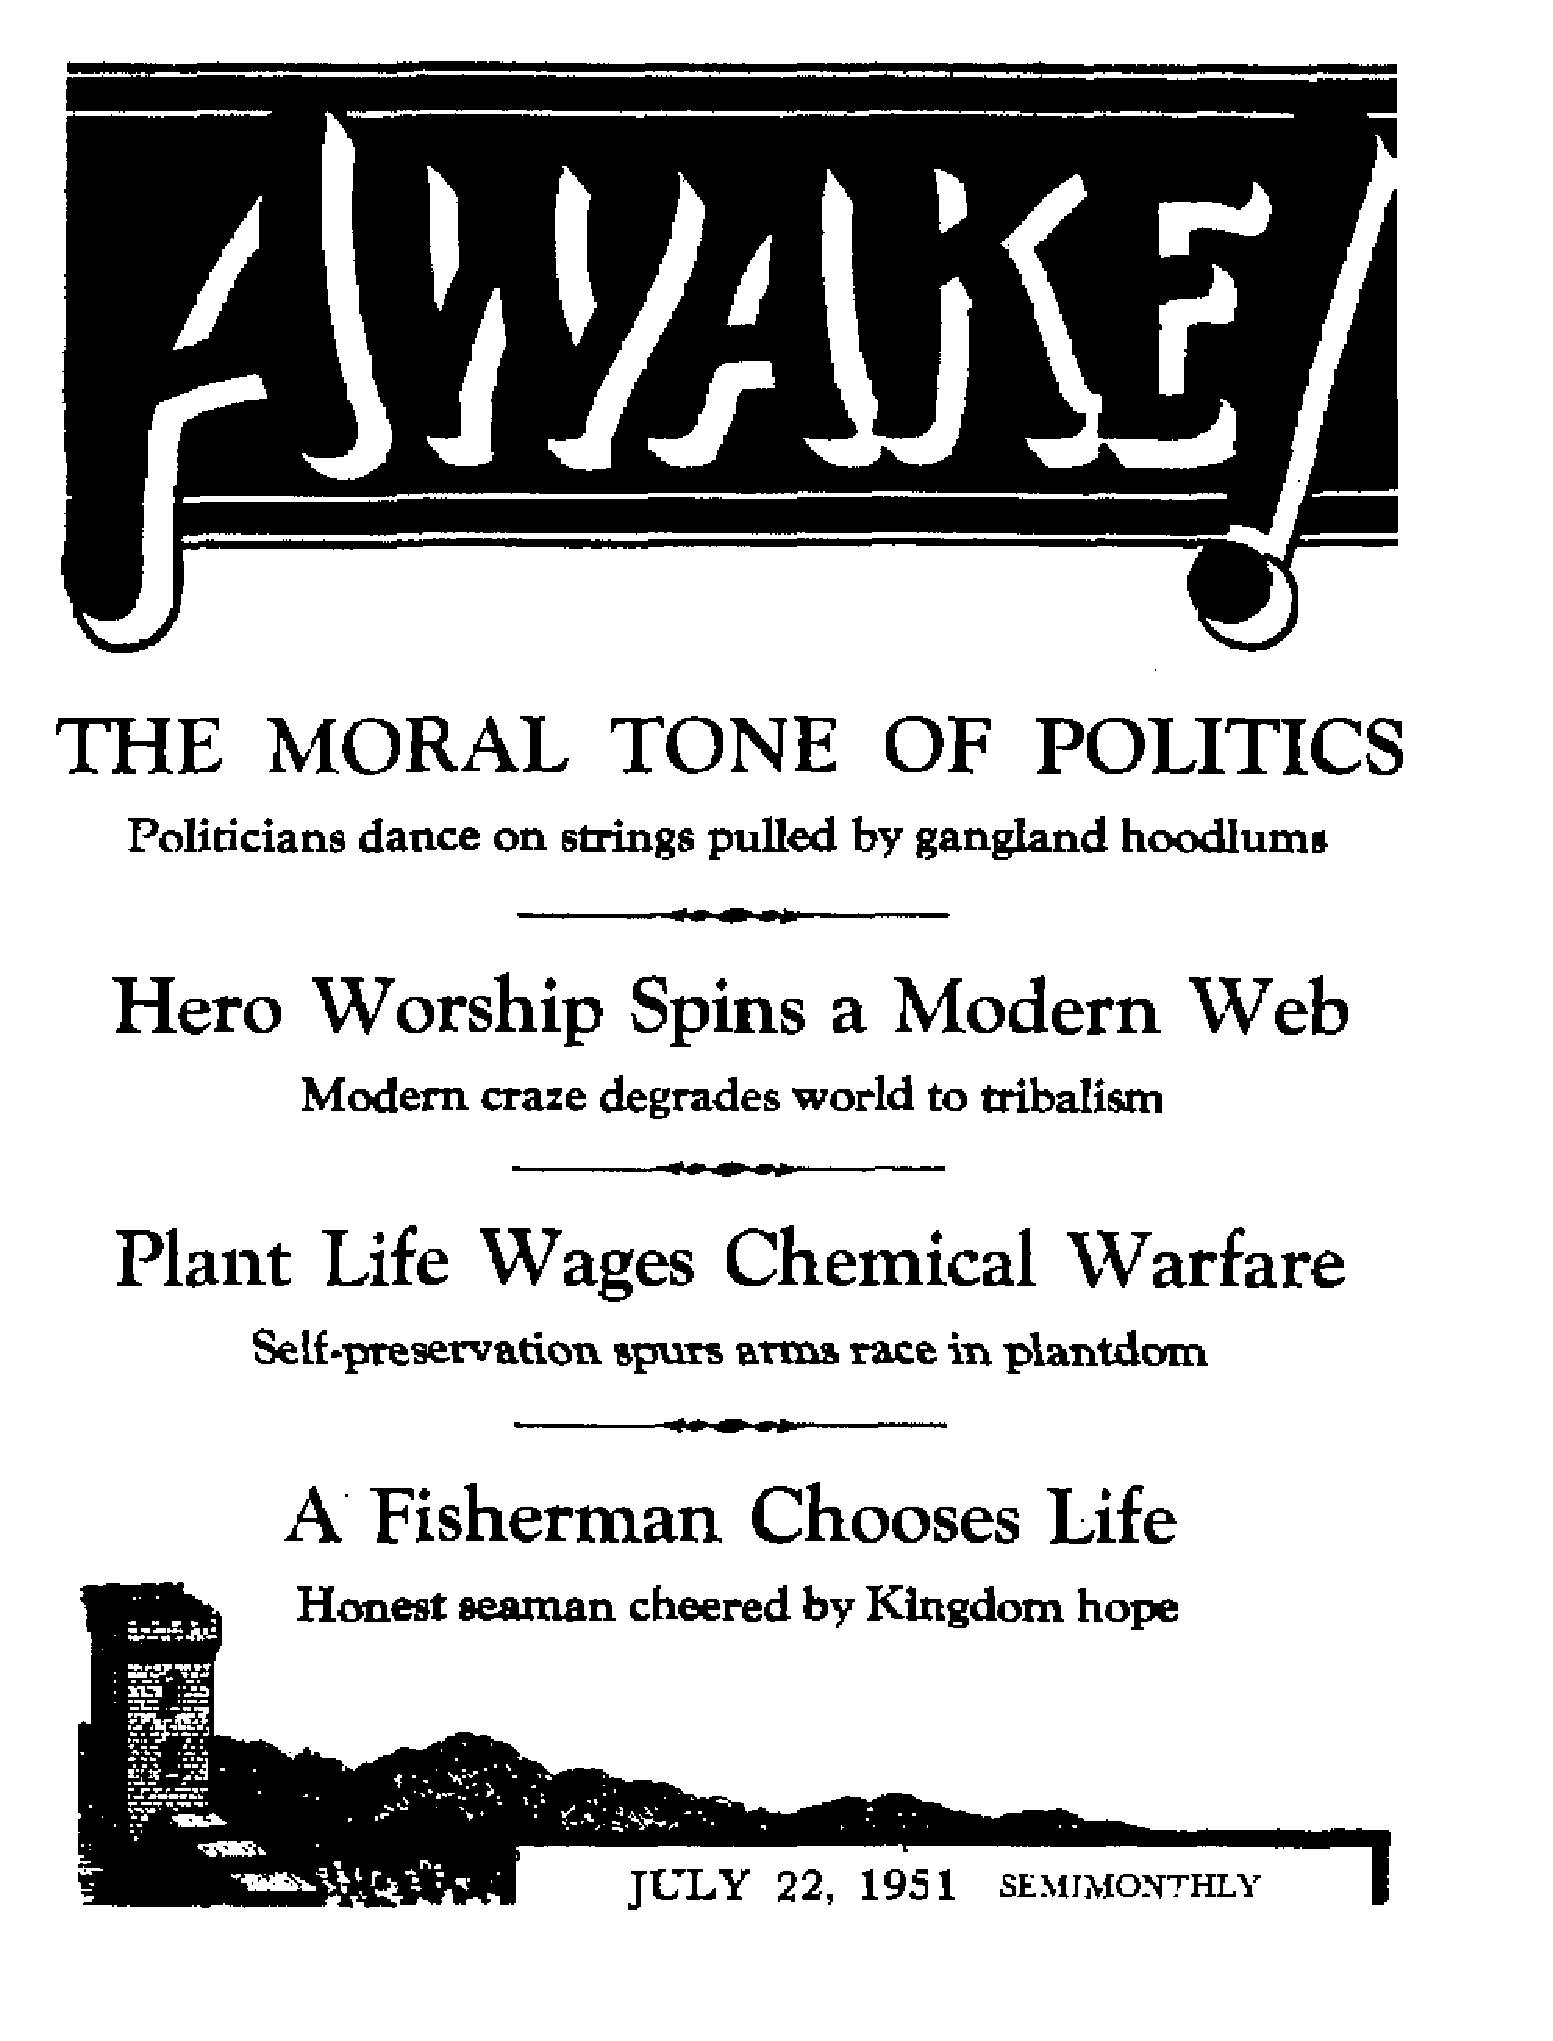 AWAKE!
THE MORAL TONE OF POLITICS
Politicians dance on strings pulled by gangland hoodlums
Hero Worship Spins a Modern Web
Modern craze degrades world to tribalism
Plant Life Wages Chemical Warfare
Self-preservation spurs arms race in plantdom
A Fisherman Chooses Life
Honest seaman cheered by Kingdom hope
JULY 22, 1951 SEMIMONTHLY